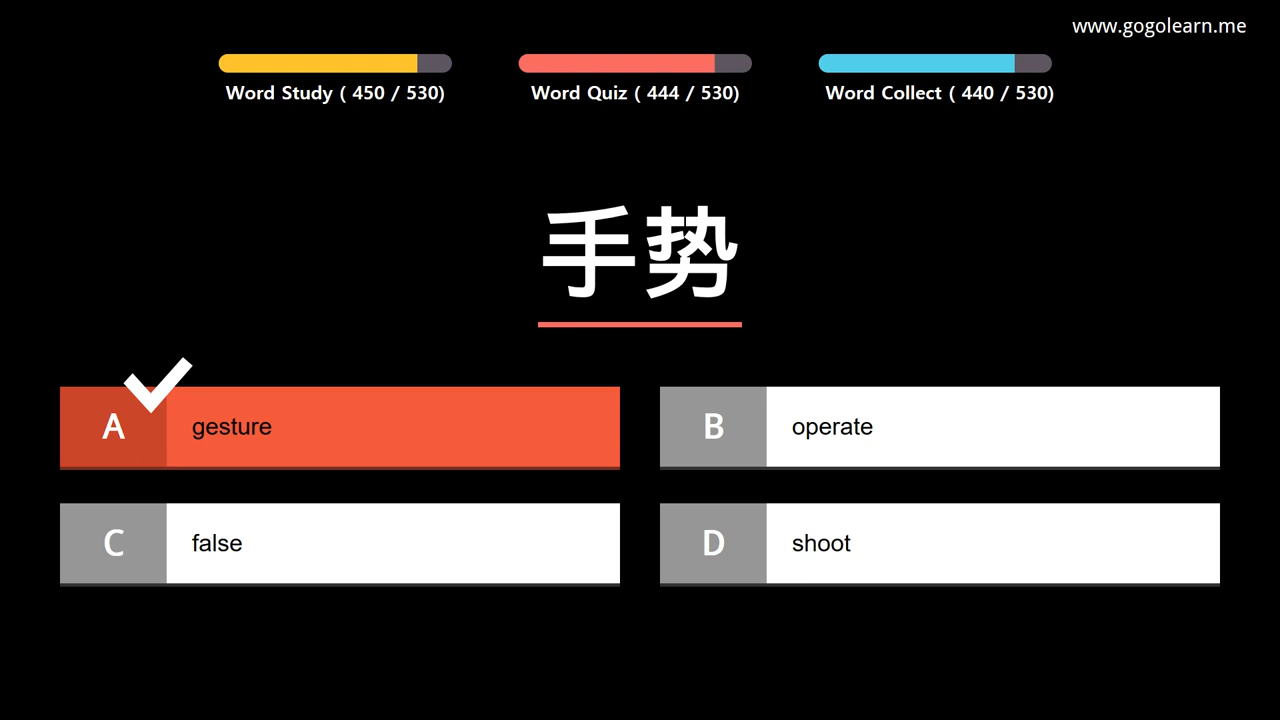 www.gogolearn.me
Word Study ( 450 / 530)
Word Quiz ( 444 / 530)
Word Collect ( 440 / 530)
手势
A gesture
B operate
C false
D shoot